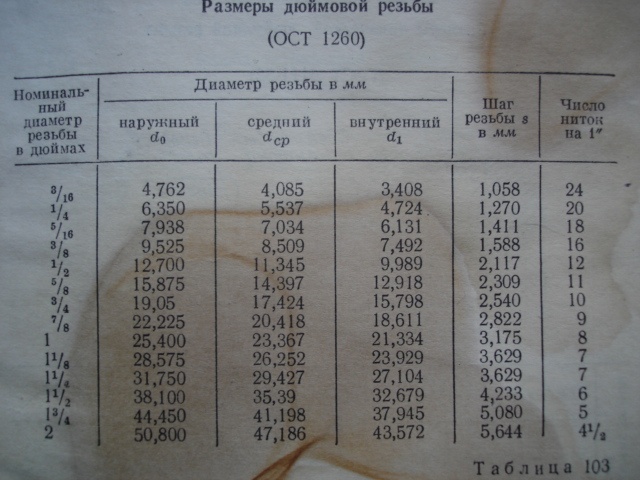 Размеры дюймовой резьбы
(ОСТ 1260)
Номиналь-
ный
диаметр
резьбы
в дюймах
Диаметр резьбы в мм
наружный
d₀
средний
dср
внутренний
d₁
Шаг
резьбы s
в мм
Число
ниток
на 1″
3/16 4,762 4,085 3,408 1,058 24
1/4 6,350 5,537 4,724 1,270 20
5/16 7,938 7,034 6,131 1,411 18
3/8 9,525 8,509 7,492 1,588 16
1/2 12,700 11,345 9,989 2,117 12
5/8 15,875 14,397 12,918 2,309 11
3/4 19,05 17,424 15,798 2,540 10
7/8 22,225 20,418 18,611 2,822 9
1 25,400 23,367 21,334 3,175 8
1 1/8 28,575 26,252 23,929 3,629 7
1 1/4 31,750 29,427 27,104 3,629 7
1 1/2 38,100 35,39 32,679 4,233 6
1 3/4 44,450 41,198 37,945 5,080 5
2 50,800 47,186 43,572 5,644 4 1/2
Таблица 103